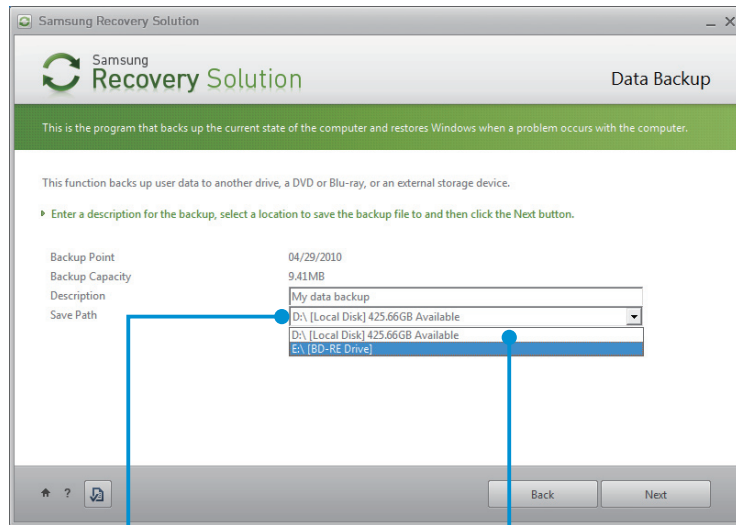 Samsung Recovery Solution
Samsung
Recovery Solution
Data Backup
This is the program that backs up the current state of the computer and restores Windows when a problem occurs with the computer.
This function backs up user data to another drive, a DVD or Blu-ray, or an external storage device.
Enter a description for the backup, select a location to save the backup file to and then click the Next button.
Backup Point 04/29/2010
Backup Capacity 9.41MB
Description My data backup
Save Path D:\ [Local Disk] 425.66GB Available
D:\ [Local Disk] 425.66GB Available
E:\ [BD-RE Drive]
? Back Next